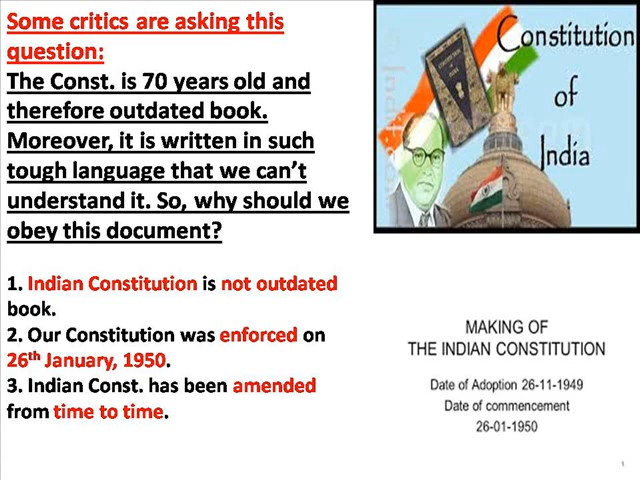 Some critics are asking this
question:
The Const. is 70 years old and
therefore outdated book.
Moreover, it is written in such
tough language that we can't
understand it. So, why should we
obey this document?
1. Indian Constitution is not outdated
book.
2. Our Constitution was enforced on
26th January, 1950.
3. Indian Const. has been amended
from time to time.
Constitution
of
India
CONSTITUTION
MAKING OF
THE INDIAN CONSTITUTION
Date of Adoption 26-11-1949
Date of commencement
26-01-1950